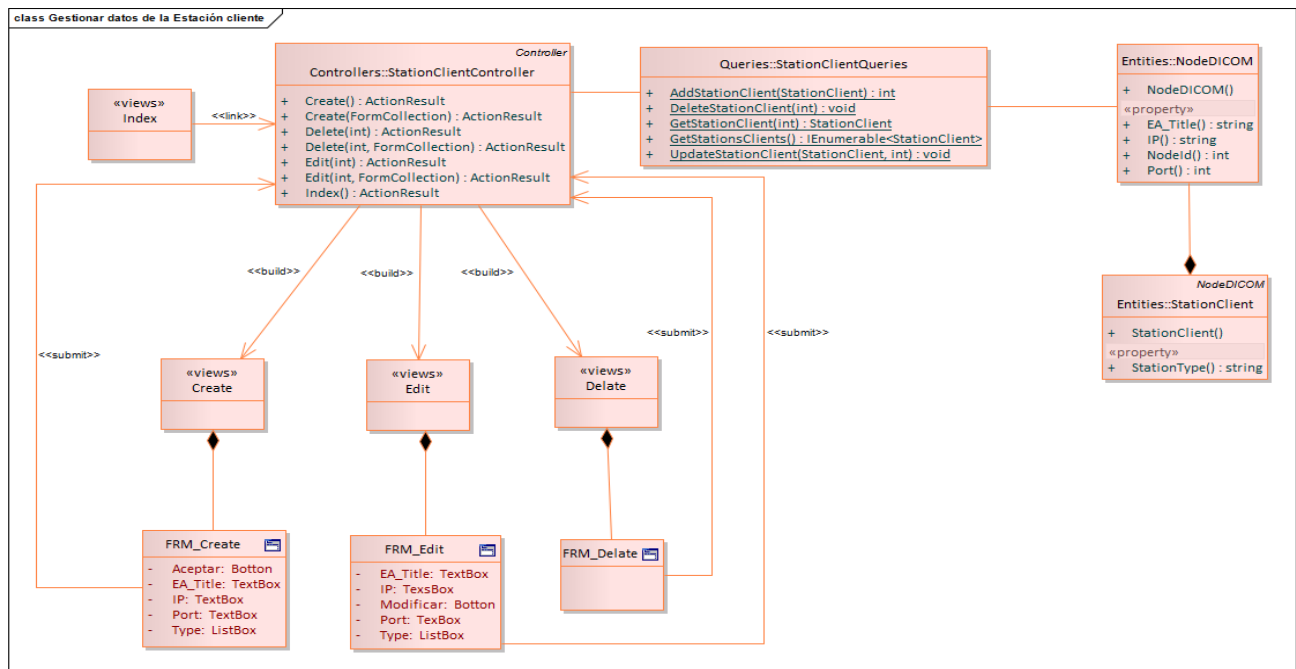 class Gestionar datos de la Estación cliente
Controller
Controllers::StationClientController
+ Create() : ActionResult
+ Create(FormCollection) : ActionResult
+ Delete(int) : ActionResult
+ Delete(int, FormCollection) : ActionResult
+ Edit(int) : ActionResult
+ Edit(int, FormCollection) : ActionResult
+ Index() : ActionResult
Queries::StationClientQueries
+ AddStationClient(StationClient) : int
+ DeleteStationClient(int) : void
+ GetStationClient(int) : StationClient
+ GetStationsClients() : IEnumerable<StationClient>
+ UpdateStationClient(StationClient, int) : void
Entities::NodeDICOM
+ NodeDICOM()
«property»
+ EA_Title() : string
+ IP() : string
+ NodeId() : int
+ Port() : int
«views»
Index
<<link>>
<<build>>
<<build>>
<<build>>
NodeDICOM
Entities::StationClient
+ StationClient()
«property»
+ StationType() : string
<<submit>>
<<submit>>
<<submit>>
«views»
Create
«views»
Edit
«views»
Delate
FRM_Create
- Aceptar: Botton
- EA_Title: TextBox
- IP: TextBox
- Port: TextBox
- Type: ListBox
FRM_Edit
- EA_Title: TextBox
- IP: TexsBox
- Modificar: Botton
- Port: TexBox
- Type: ListBox
FRM_Delate